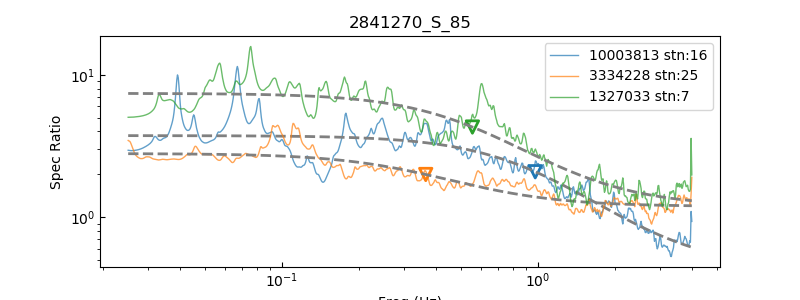 2841270_S_85
10003813 stn:16
3334228 stn:25
1327033 stn:7
Spec Ratio
10¹
10⁰
10⁻¹
10⁰
Freq (Hz)